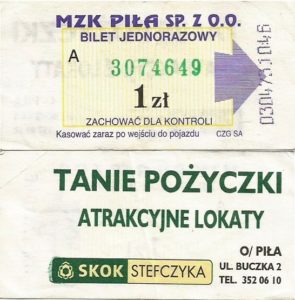 MZK PIŁA SP. Z O.O.
BILET JEDNORAZOWY
A
3074649
1 zł
ZACHOWAĆ DLA KONTROLI
Kasować zaraz po wejściu do pojazdu
CZG SA
TANIE POŻYCZKI
ATRAKCYJNE LOKATY
O/PIŁA
UL. BUCZKA 2
TEL. 352 06 10
SKOK STEFCZYKA